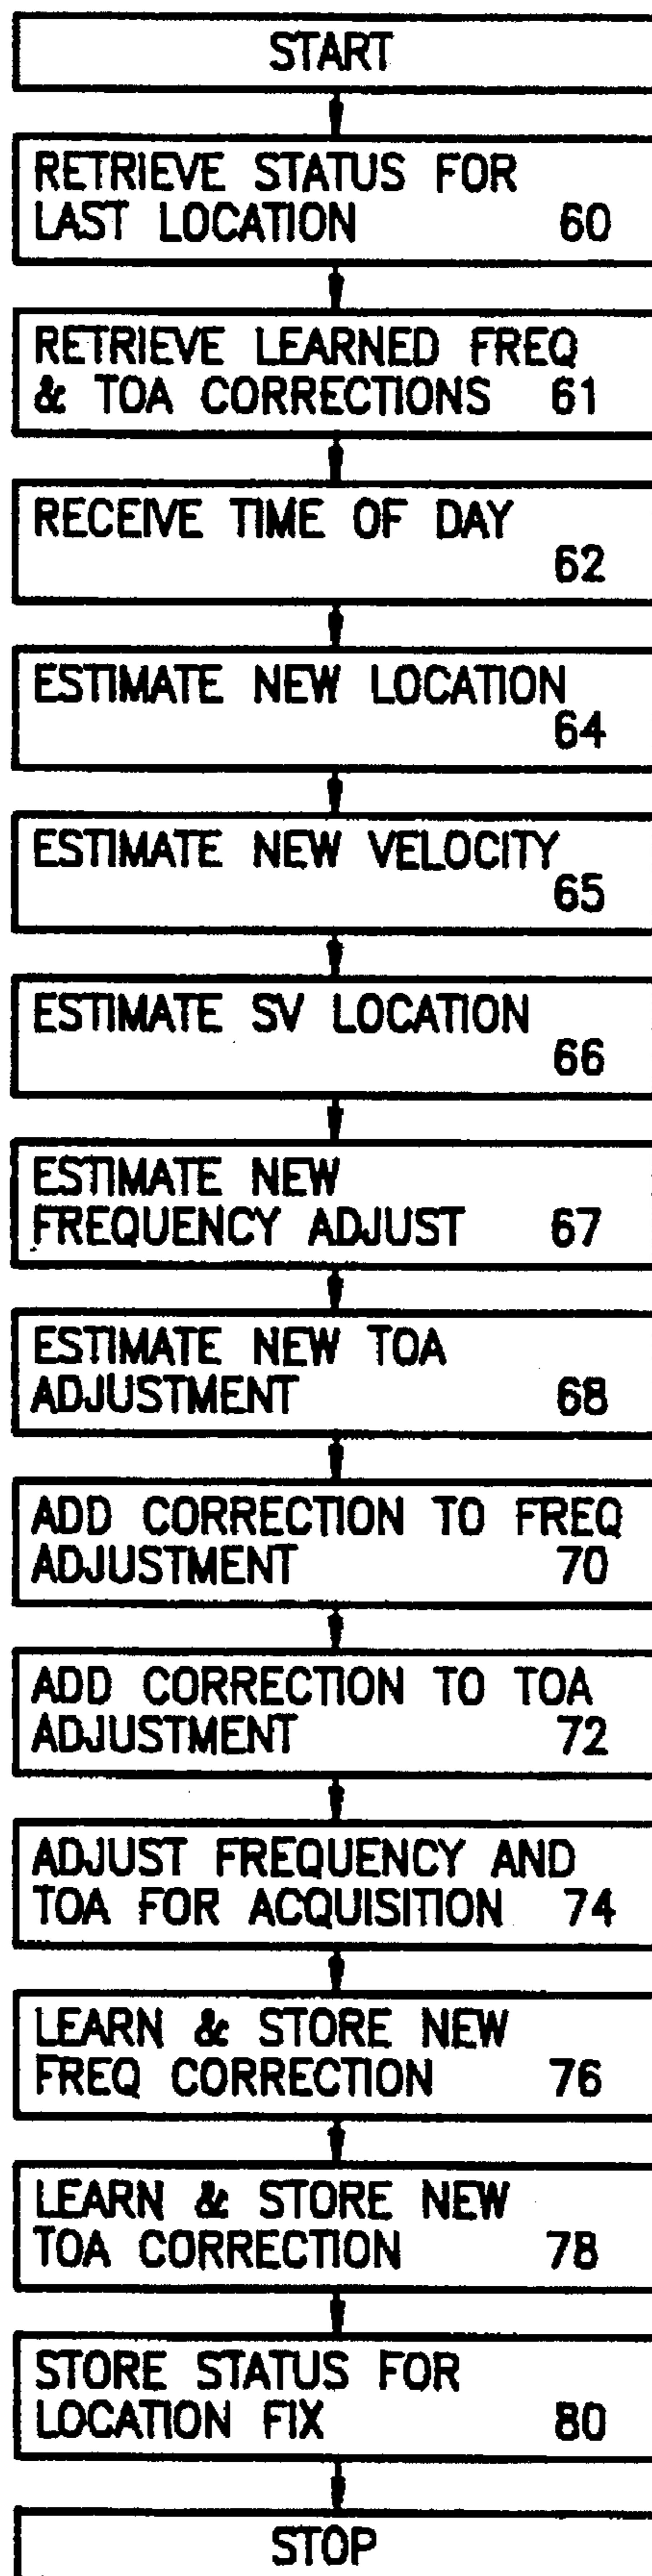 START
RETRIEVE STATUS FOR
LAST LOCATION 60
RETRIEVE LEARNED FREQ
& TOA CORRECTIONS 61
RECEIVE TIME OF DAY
62
ESTIMATE NEW LOCATION
64
ESTIMATE NEW VELOCITY
65
ESTIMATE SV LOCATION
66
ESTIMATE NEW
FREQUENCY ADJUST 67
ESTIMATE NEW TOA
ADJUSTMENT 68
ADD CORRECTION TO FREQ
ADJUSTMENT 70
ADD CORRECTION TO TOA
ADJUSTMENT 72
ADJUST FREQUENCY AND
TOA FOR ACQUISITION 74
LEARN & STORE NEW
FREQ CORRECTION 76
LEARN & STORE NEW
TOA CORRECTION 78
STORE STATUS FOR
LOCATION FIX 80
STOP